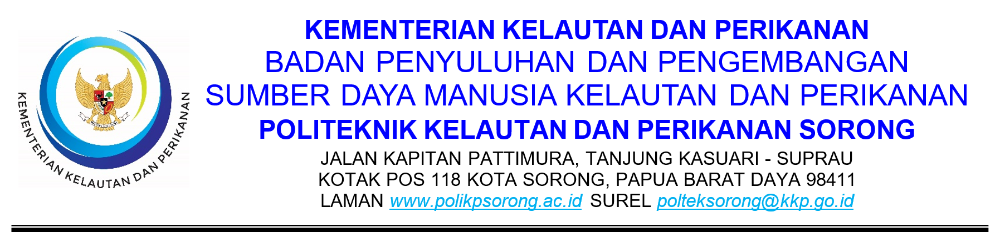 KEMENTERIAN KELAUTAN DAN PERIKANAN
KEMENTERIAN KELAUTAN DAN PERIKANAN
BADAN PENYULUHAN DAN PENGEMBANGAN
SUMBER DAYA MANUSIA KELAUTAN DAN PERIKANAN
POLITEKNIK KELAUTAN DAN PERIKANAN SORONG
JALAN KAPITAN PATTIMURA, TANJUNG KASUARI - SUPRAU
KOTAK POS 118 KOTA SORONG, PAPUA BARAT DAYA 98411
LAMAN www.polikpsorong.ac.id SUREL polteksorong@kkp.go.id